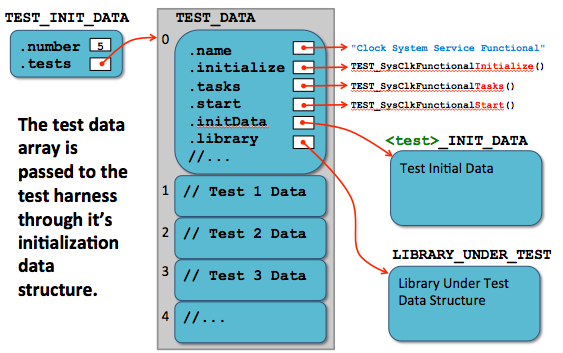 TEST_INIT_DATA
.number 5
.tests
The test data
array is
passed to the
test harness
through it's
initialization
data
structure.
TEST_DATA
0
.name
.initialize
.tasks
.start
.initData
.library
//...
1 // Test 1 Data
2 // Test 2 Data
3 // Test 3 Data
4 //...
"Clock System Service Functional"
TEST_SysClkFunctionalInitialize()
TEST_SysClkFunctionalTasks()
TEST_SysClkFunctionalStart()
<test>_INIT_DATA
Test Initial Data
LIBRARY_UNDER_TEST
Library Under Test
Data Structure